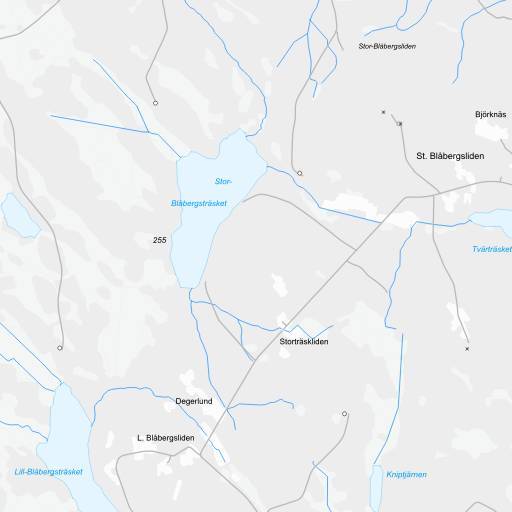 Stor-Blåbergsliden
Björknäs
St. Blåbergsliden
Stor-
Blåbergsträsket
255
Tvärträsket
Storträskliden
Degerlund
L. Blåbergsliden
Lill-Blåbergsträsket
Kniptjärnen